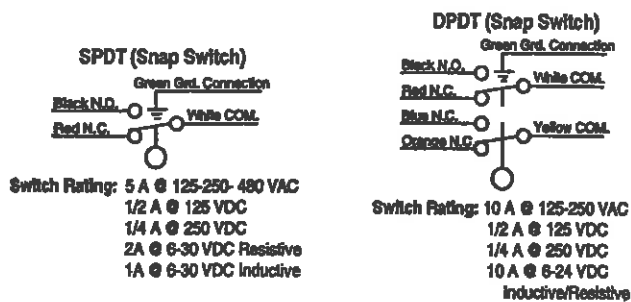 SPDT (Snap Switch)
Green Grd. Connection
Black N.O.
White COM.
Red N.C.
Switch Rating: 5 A @ 125-250- 480 VAC
1/2 A @ 125 VDC
1/4 A @ 250 VDC
2A @ 6-30 VDC Resistive
1A @ 6-30 VDC Inductive
DPDT (Snap Switch)
Green Grd. Connection
Black N.O.
White COM.
Red N.C.
Blue N.C.
Yellow COM.
Orange N.C.
Switch Rating: 10 A @ 125-250 VAC
1/2 A @ 125 VDC
1/4 A @ 250 VDC
10 A @ 6-24 VDC
Inductive/Resistive